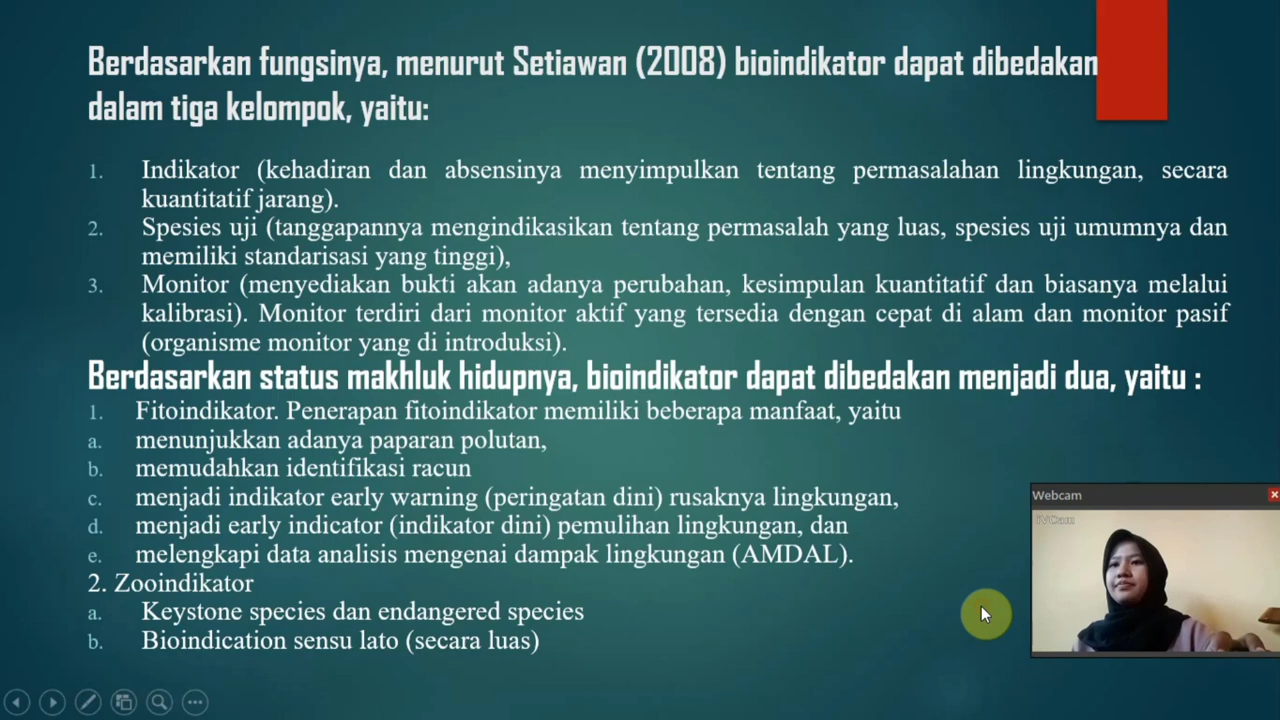 Berdasarkan fungsinya, menurut Setiawan (2008) bioindikator dapat dibedakan
dalam tiga kelompok, yaitu:
1. Indikator (kehadiran dan absensinya menyimpulkan tentang permasalahan lingkungan, secara
kuantitatif jarang).
2. Spesies uji (tanggapannya mengindikasikan tentang permasalah yang luas, spesies uji umumnya dan
memiliki standarisasi yang tinggi),
3. Monitor (menyediakan bukti akan adanya perubahan, kesimpulan kuantitatif dan biasanya melalui
kalibrasi). Monitor terdiri dari monitor aktif yang tersedia dengan cepat di alam dan monitor pasif
(organisme monitor yang di introduksi).
Berdasarkan status makhluk hidupnya, bioindikator dapat dibedakan menjadi dua, yaitu :
1. Fitoindikator. Penerapan fitoindikator memiliki beberapa manfaat, yaitu
a. menunjukkan adanya paparan polutan,
b. memudahkan identifikasi racun
c. menjadi indikator early warning (peringatan dini) rusaknya lingkungan,
d. menjadi early indicator (indikator dini) pemulihan lingkungan, dan
e. melengkapi data analisis mengenai dampak lingkungan (AMDAL).
2. Zooindikator
a. Keystone species dan endangered species
b. Bioindication sensu lato (secara luas)
Webcam
iVCam